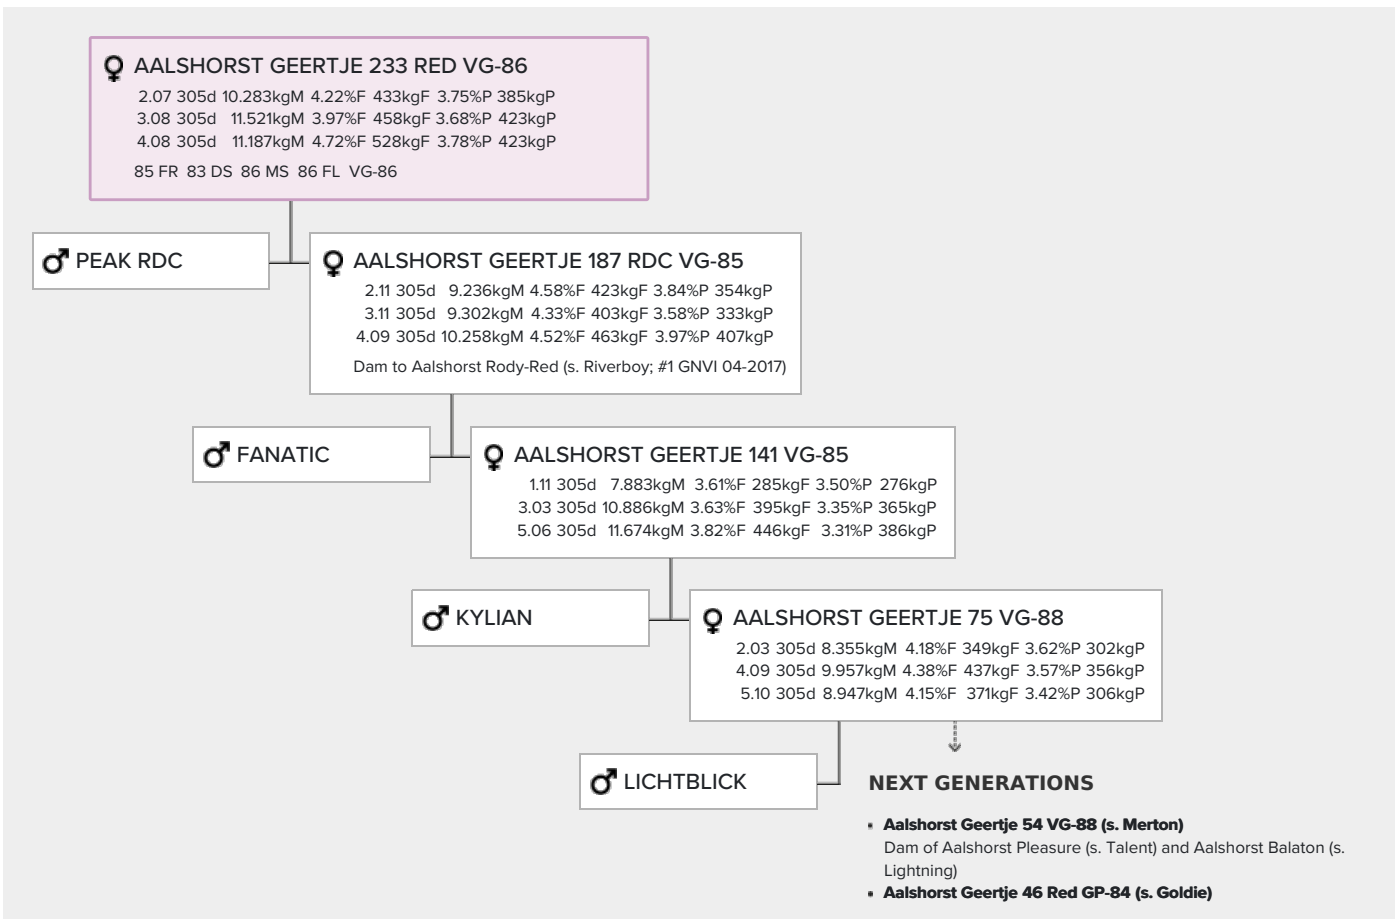 AALSHORST GEERTJE 233 RED VG-86
2.07 305d 10.283kgM 4.22%F 433kgF 3.75%P 385kgP
3.08 305d 11.521kgM 3.97%F 458kgF 3.68%P 423kgP
4.08 305d 11.187kgM 4.72%F 528kgF 3.78%P 423kgP
85 FR 83 DS 86 MS 86 FL VG-86
PEAK RDC
AALSHORST GEERTJE 187 RDC VG-85
2.11 305d 9.236kgM 4.58%F 423kgF 3.84%P 354kgP
3.11 305d 9.302kgM 4.33%F 403kgF 3.58%P 333kgP
4.09 305d 10.258kgM 4.52%F 463kgF 3.97%P 407kgP
Dam to Aalshorst Rody-Red (s. Riverboy; #1 GNVI 04-2017)
FANATIC
AALSHORST GEERTJE 141 VG-85
1.11 305d 7.883kgM 3.61%F 285kgF 3.50%P 276kgP
3.03 305d 10.886kgM 3.63%F 395kgF 3.35%P 365kgP
5.06 305d 11.674kgM 3.82%F 446kgF 3.31%P 386kgP
KYLIAN
AALSHORST GEERTJE 75 VG-88
2.03 305d 8.355kgM 4.18%F 349kgF 3.62%P 302kgP
4.09 305d 9.957kgM 4.38%F 437kgF 3.57%P 356kgP
5.10 305d 8.947kgM 4.15%F 371kgF 3.42%P 306kgP
LICHTBLICK
NEXT GENERATIONS
Aalshorst Geertje 54 VG-88 (s. Merton)
Dam of Aalshorst Pleasure (s. Talent) and Aalshorst Balaton (s.
Lightning)
Aalshorst Geertje 46 Red GP-84 (s. Goldie)